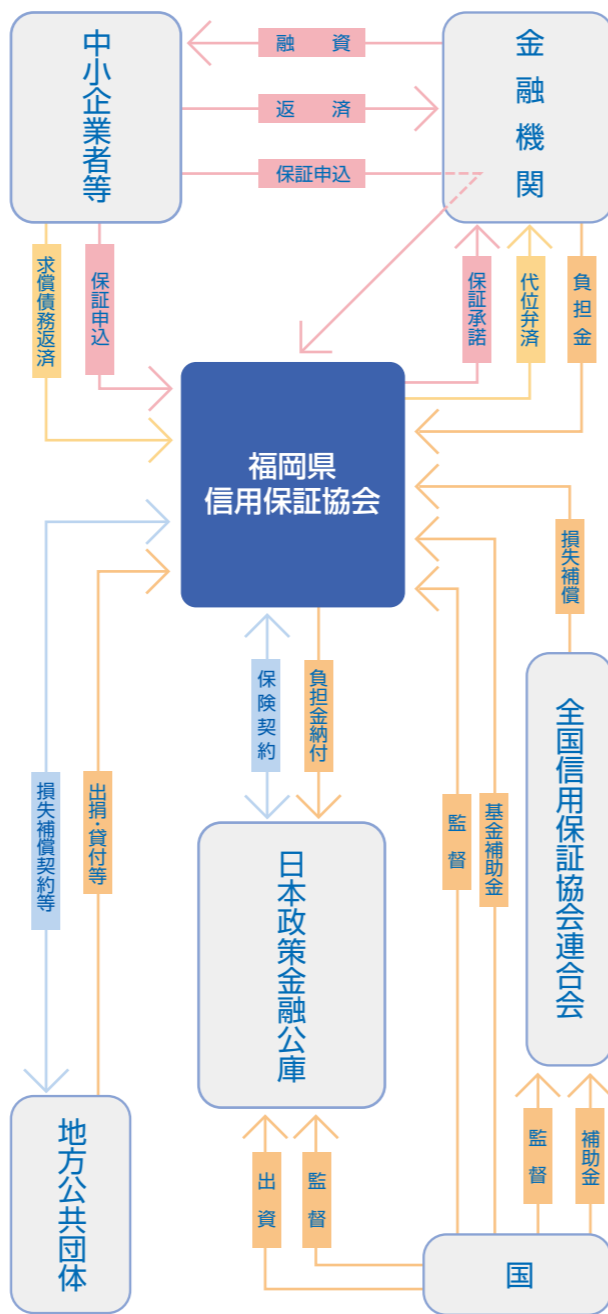 中小企業者等
融資
金融機関
返済
保証申込
求償債務返済
保証申込
保証承諾
代位弁済
負担金
福岡県
信用保証協会
損失補償
保険契約
負担金納付
全国信用保証協会連合会
損失補償契約等
出捐・貸付等
監督
基金補助金
日本政策金融公庫
地方公共団体
出資
監督
監督
補助金
国